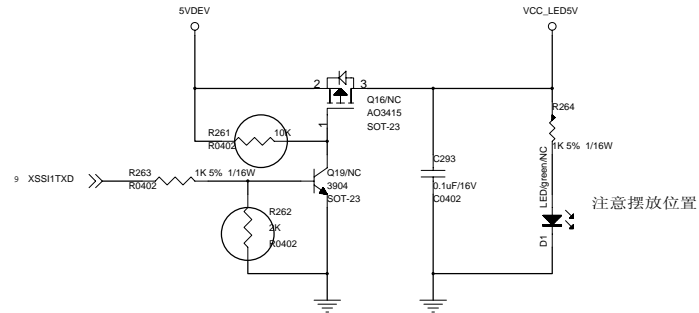 5VDEV
VCC_LED5V
2
3
Q16/NC
AO3415
SOT-23
1
R261
10K
R0402
R264
1K 5% 1/16W
9 XSSI1TXD
R263
1K 5% 1/16W
R0402
Q19/NC
3904
SOT-23
C293
0.1uF/16V
C0402
LED/green/NC
D1
注意摆放位置
R262
2K
R0402